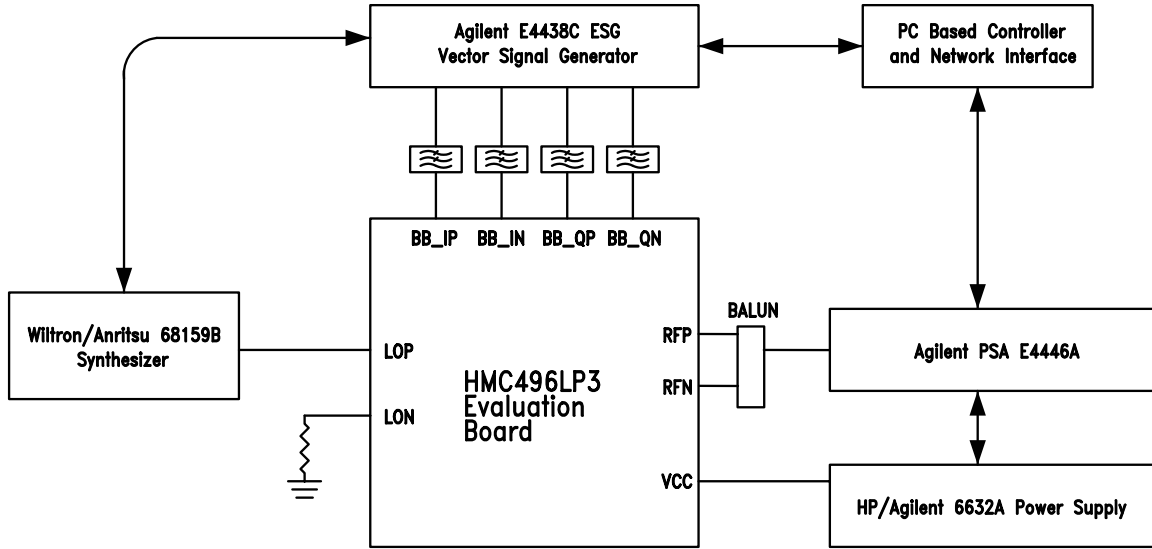 Agilent E4438C ESG
Vector Signal Generator
PC Based Controller
and Network Interface
BB_IP BB_IN BB_QP BB_QN
Wiltron/Anritsu 68159B
Synthesizer
LOP
LON
HMC496LP3
Evaluation
Board
RFP
RFN
VCC
BALUN
Agilent PSA E4446A
HP/Agilent 6632A Power Supply